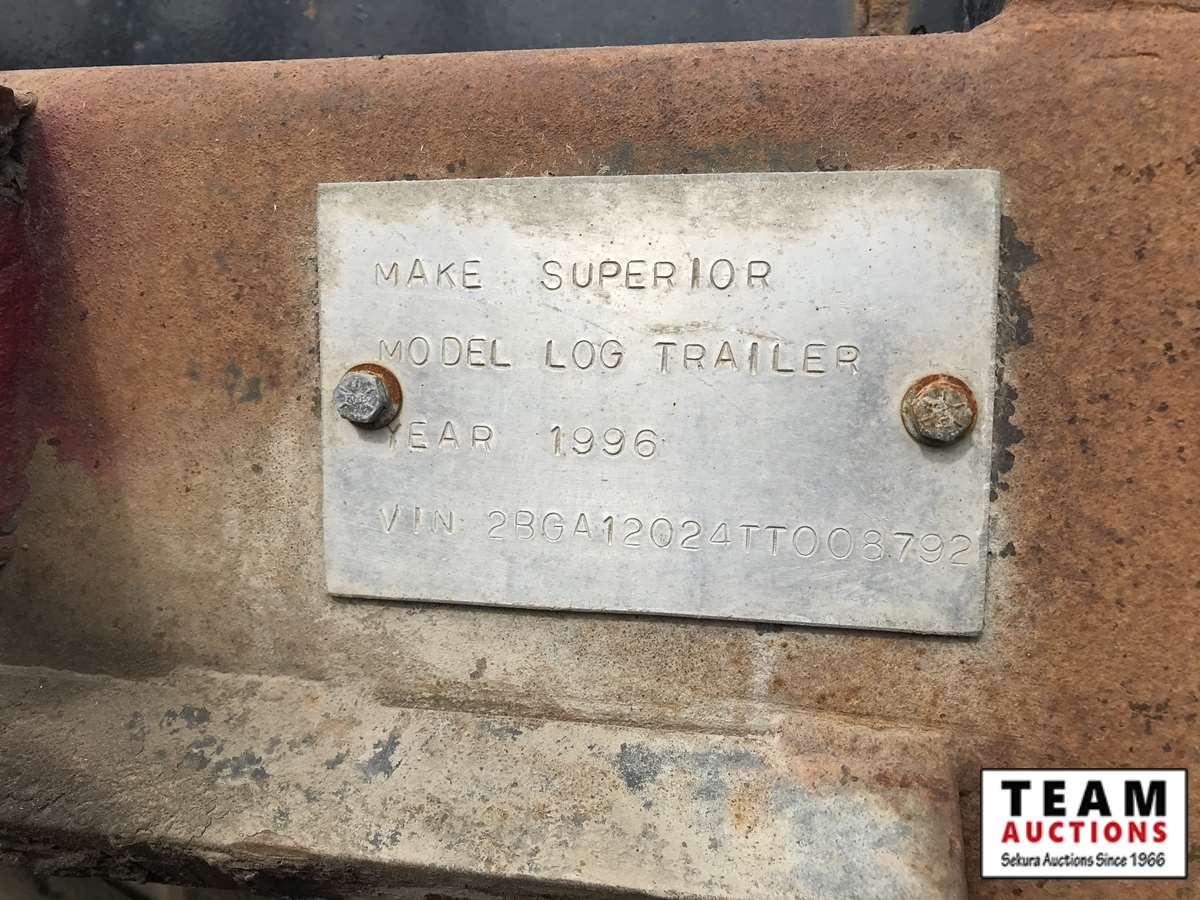 MAKE SUPERIOR
MODEL LOG TRAILER
YEAR 1996
VIN 2BGA12024TT008792
TEAM
AUCTIONS
Sekura Auctions Since 1966